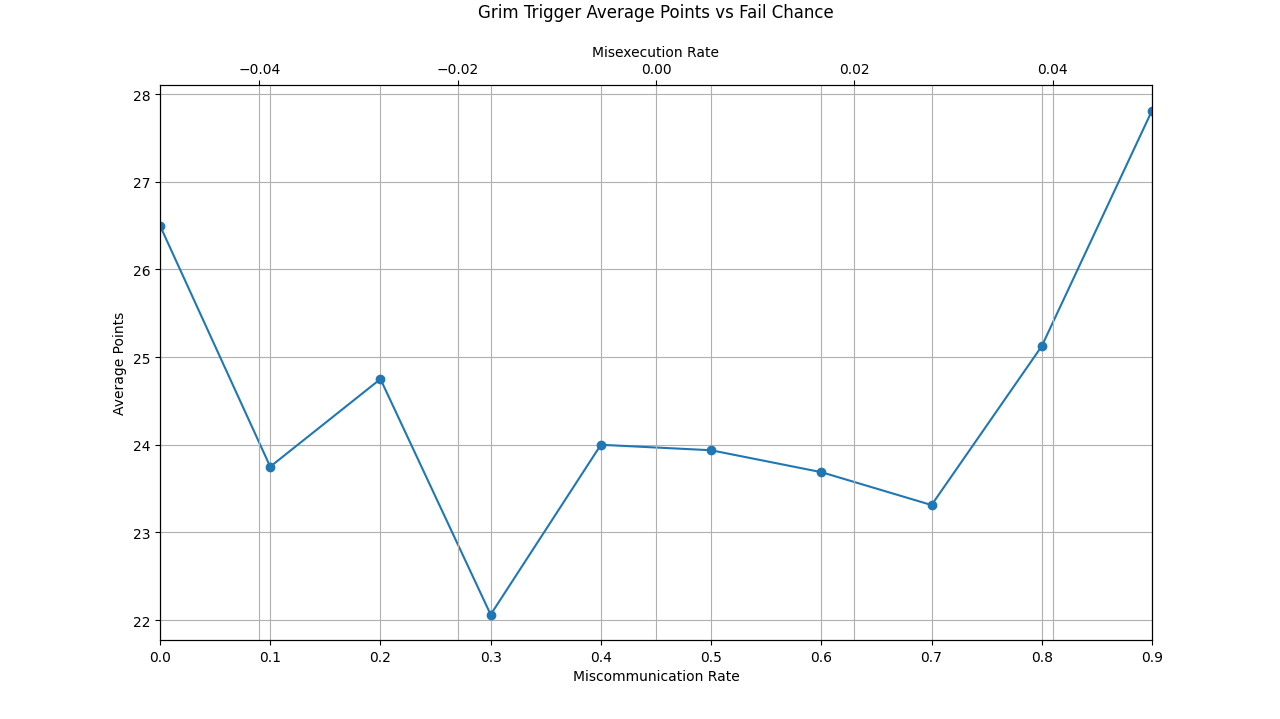 Grim Trigger Average Points vs Fail Chance
Misexecution Rate
−0.04 −0.02 0.00 0.02 0.04
28
27
26
25
24
23
22
Average Points
0.0 0.1 0.2 0.3 0.4 0.5 0.6 0.7 0.8 0.9
Miscommunication Rate